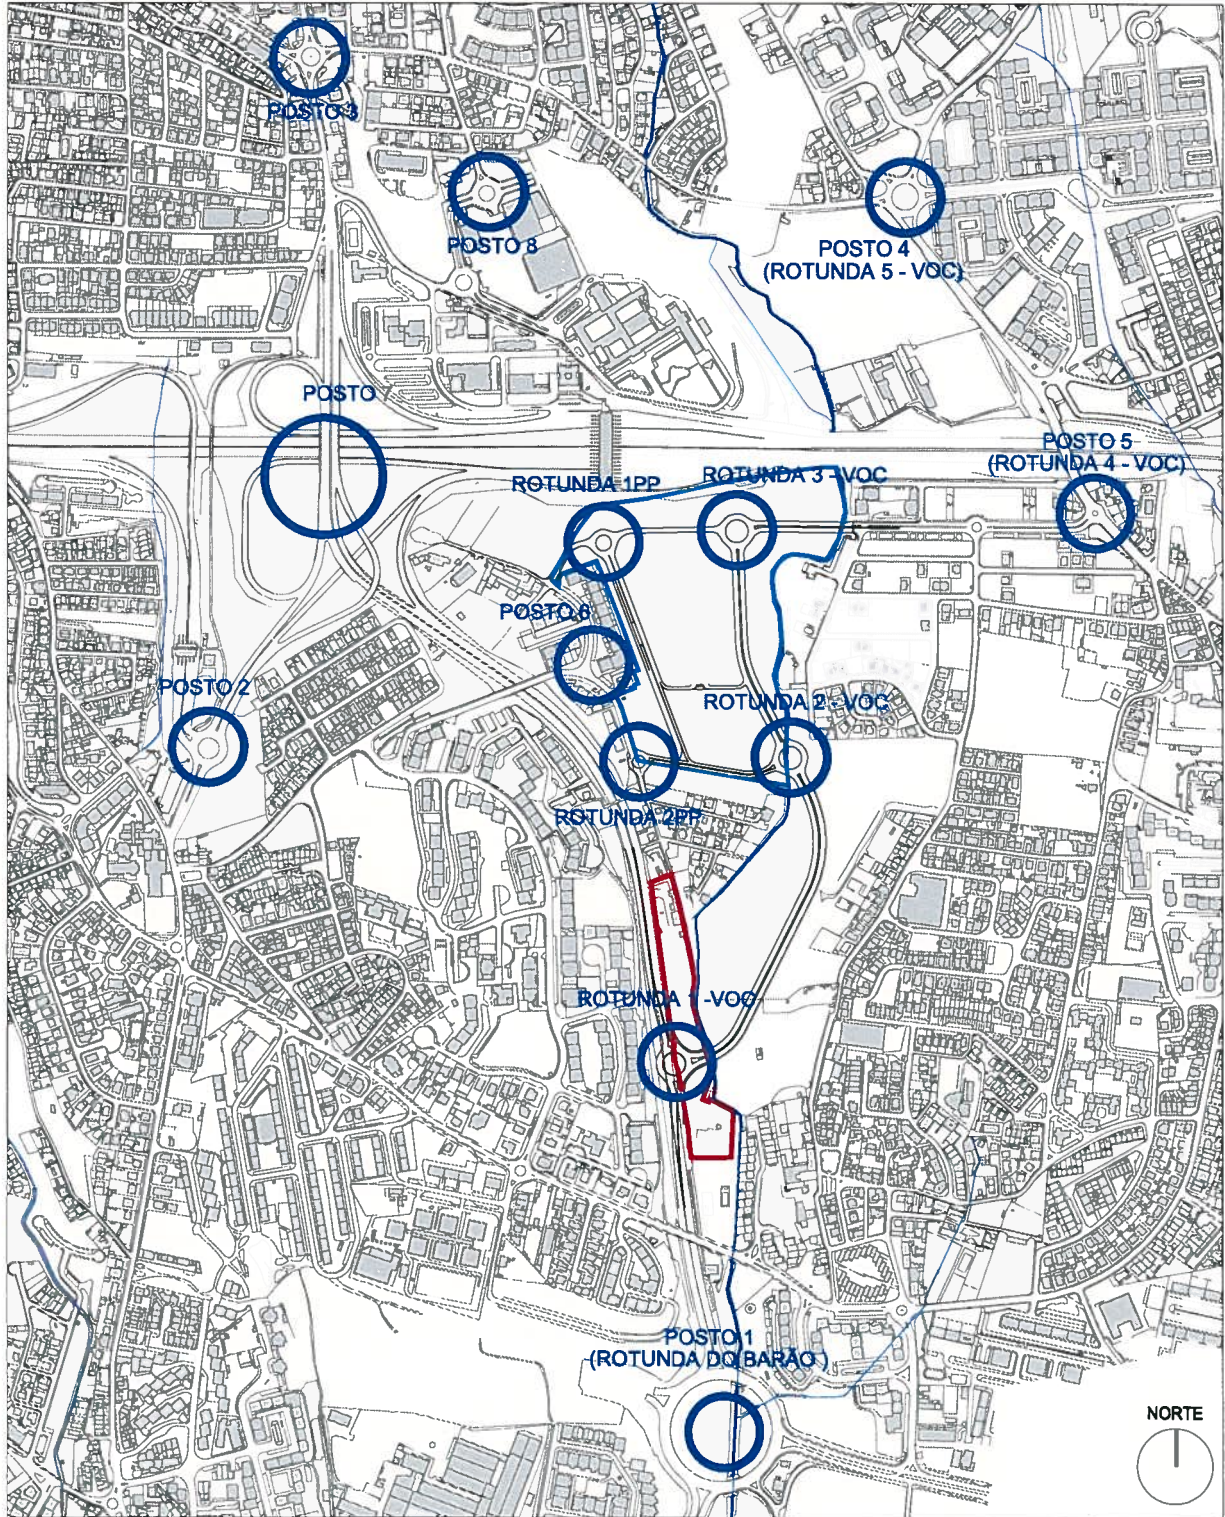 POSTO 3
POSTO 8
POSTO 4
(ROTUNDA 5 - VOC)
POSTO
POSTO 5
(ROTUNDA 4 - VOC)
ROTUNDA 1PP
ROTUNDA 3 - VOC
POSTO 6
POSTO 2
ROTUNDA 2 - VOC
ROTUNDA 2PP
ROTUNDA 1 -VOC
POSTO 1
(ROTUNDA DO BARÃO )
NORTE